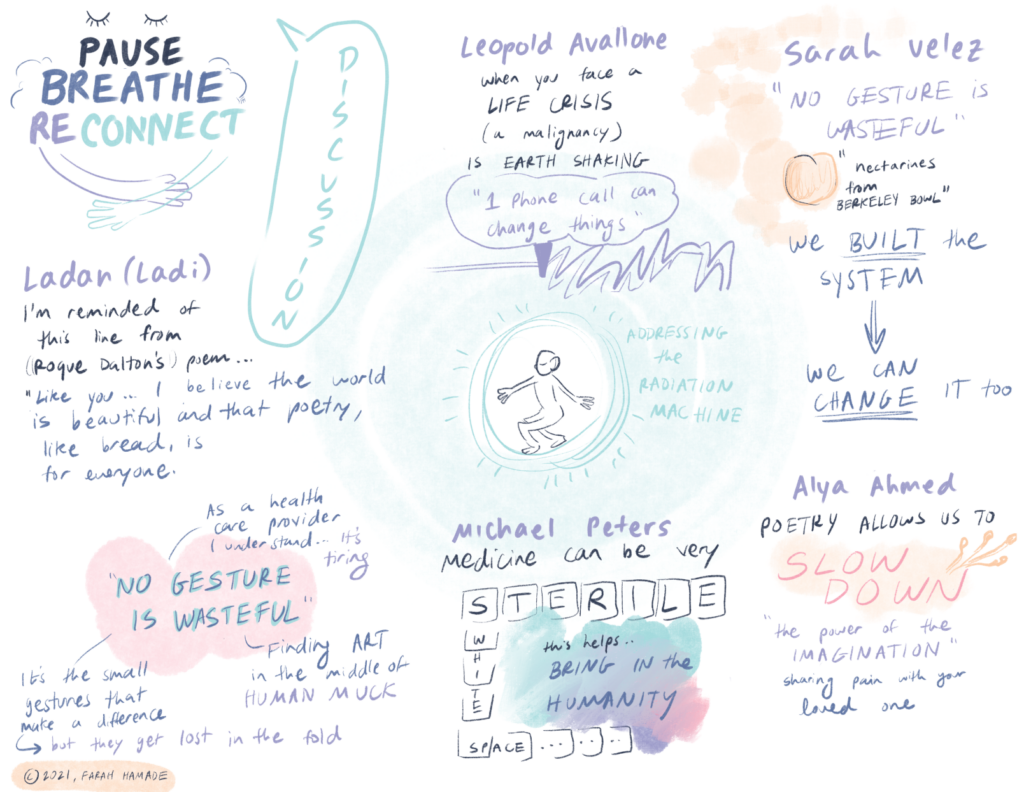 PAUSE
BREATHE
RECONNECT
DISCUSSION
Ladan (Ladi)
I'm reminded of
this line from
(Roque Dalton's) poem...
"Like you... I believe the world
is beautiful and that poetry,
like bread, is
for everyone.
As a health
care provider
I understand... it's
tiring
"NO GESTURE
IS WASTEFUL"
Finding ART
in the middle of
HUMAN MUCK
It's the small
gestures that
make a difference
but they get lost in the fold
© 2021, FARAH HAMADE
Leopold Avallone
when you face a
LIFE CRISIS
(a malignancy)
IS EARTH SHAKING
"1 Phone call can
change things"
ADDRESSING
the
RADIATION
MACHINE
Michael Peters
Medicine can be very
STERILE
WHITE
SPACE ... .. ..
this helps..
BRING IN the
HUMANITY
Sarah Velez
"NO GESTURE is
WASTEFUL"
"nectarines
from
BERKELEY BOWL"
we BUILT the
SYSTEM
we CAN
CHANGE IT too
Alya Ahmed
POETRY ALLOWS US TO
SLOW
DOWN
"the power of the
IMAGINATION"
sharing pain with your
loved one